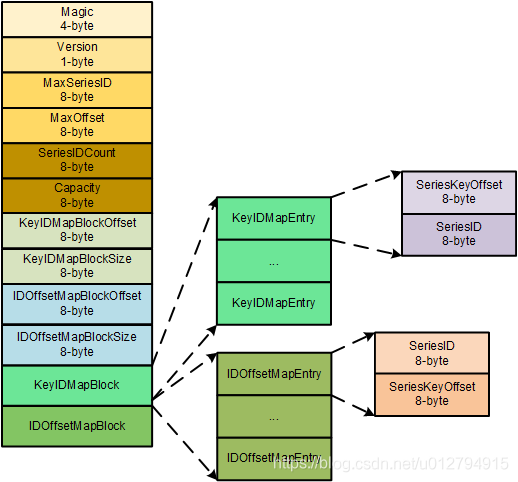 Magic
4-byte
Version
1-byte
MaxSeriesID
8-byte
MaxOffset
8-byte
SeriesIDCount
8-byte
Capacity
8-byte
KeyIDMapBlockOffset
8-byte
KeyIDMapBlockSize
8-byte
IDOffsetMapBlockOffset
8-byte
IDOffsetMapBlockSize
8-byte
KeyIDMapBlock
IDOffsetMapBlock
KeyIDMapEntry
...
KeyIDMapEntry
IDOffsetMapEntry
...
IDOffsetMapEntry
SeriesKeyOffset
8-byte
SeriesID
8-byte
SeriesID
8-byte
SeriesKeyOffset
8-byte
https://blog.csdn.net/u012794915